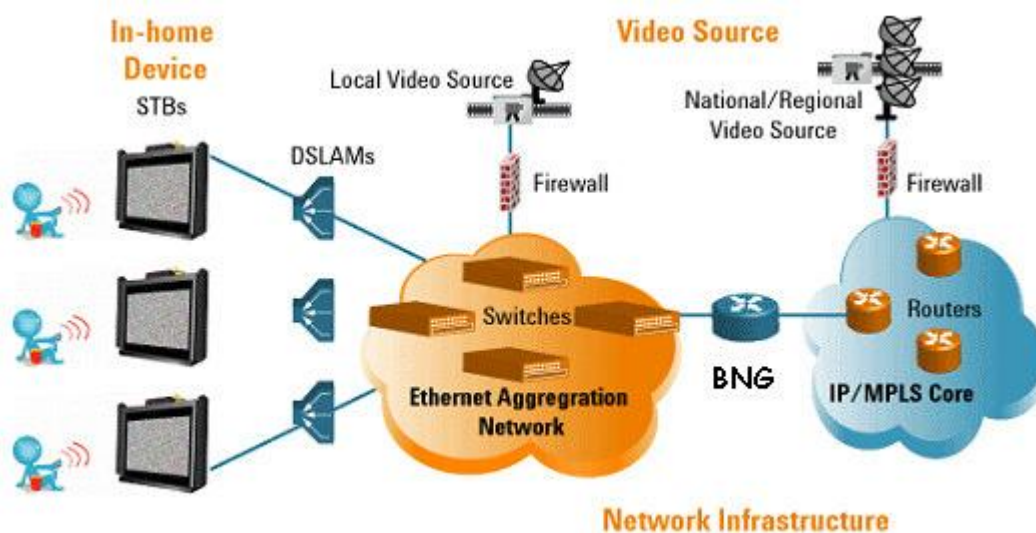 In-home
Device
STBs
DSLAMs
Local Video Source
Firewall
Video Source
National/Regional
Video Source
Firewall
Switches
Ethernet Aggregration
Network
BNG
Routers
IP/MPLS Core
Network Infrastructure